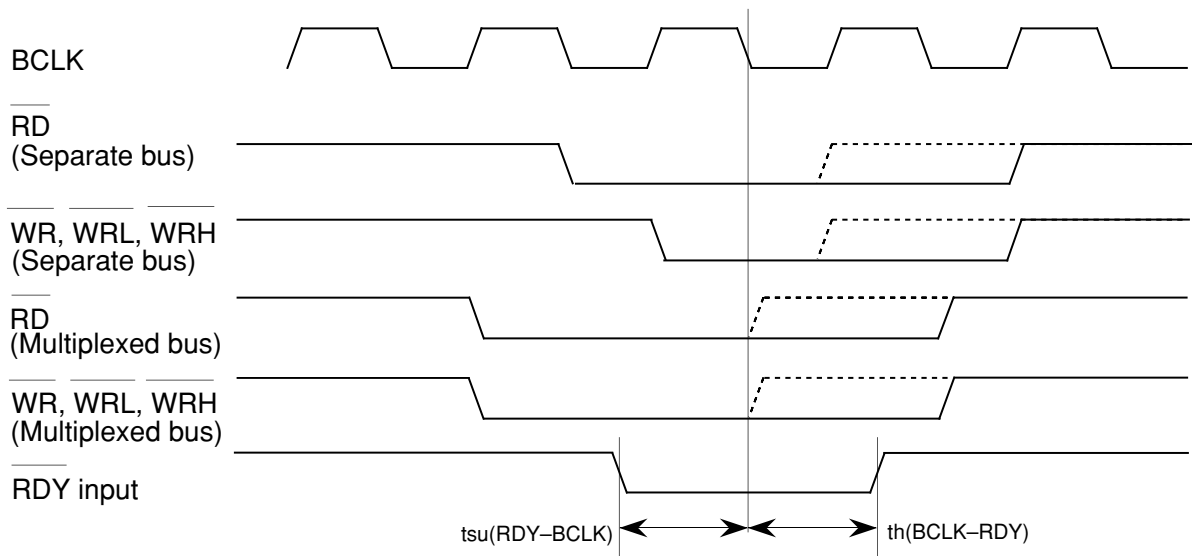 BCLK
RD
(Separate bus)
WR, WRL, WRH
(Separate bus)
RD
(Multiplexed bus)
WR, WRL, WRH
(Multiplexed bus)
RDY input
tsu(RDY–BCLK)
th(BCLK–RDY)